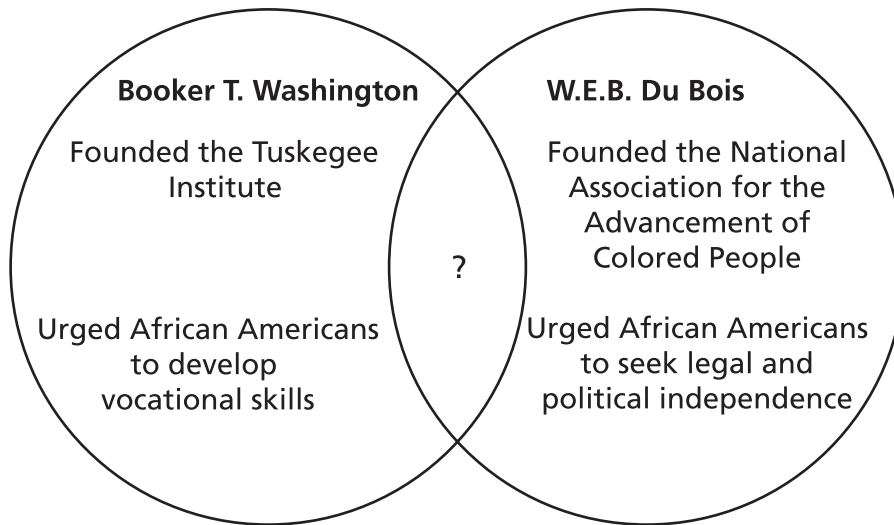 Booker T. Washington
Founded the Tuskegee
Institute
Urged African Americans
to develop
vocational skills
?
W.E.B. Du Bois
Founded the National
Association for the
Advancement of
Colored People
Urged African Americans
to seek legal and
political independence